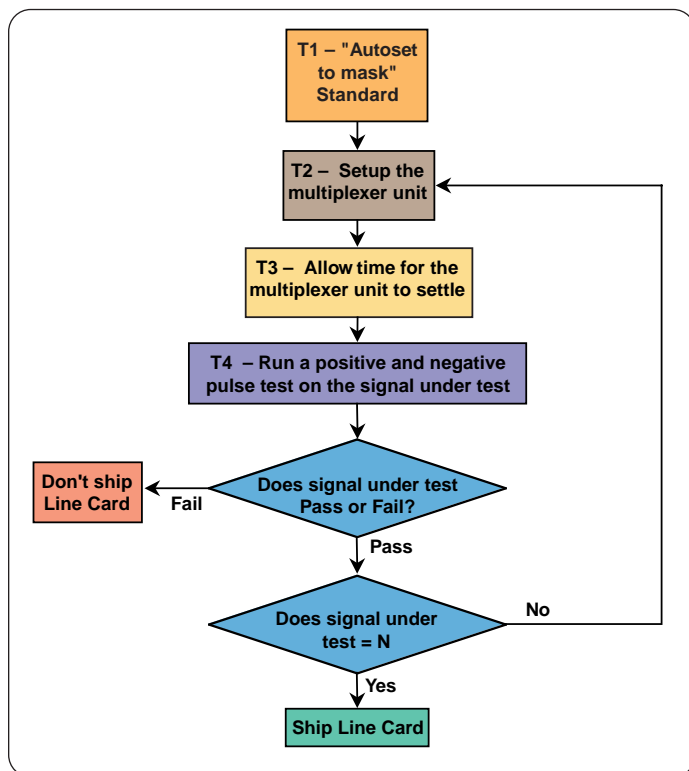 T1 – "Autoset
to mask"
Standard
T2 –  Setup the
multiplexer unit
T3 –  Allow time for the
multiplexer unit to settle
T4  – Run a positive and negative
pulse test on the signal under test
Does signal under test
Pass or Fail?
Don't ship
Line Card
Fail
Pass
Does signal under
test = N
No
Yes
Ship Line Card